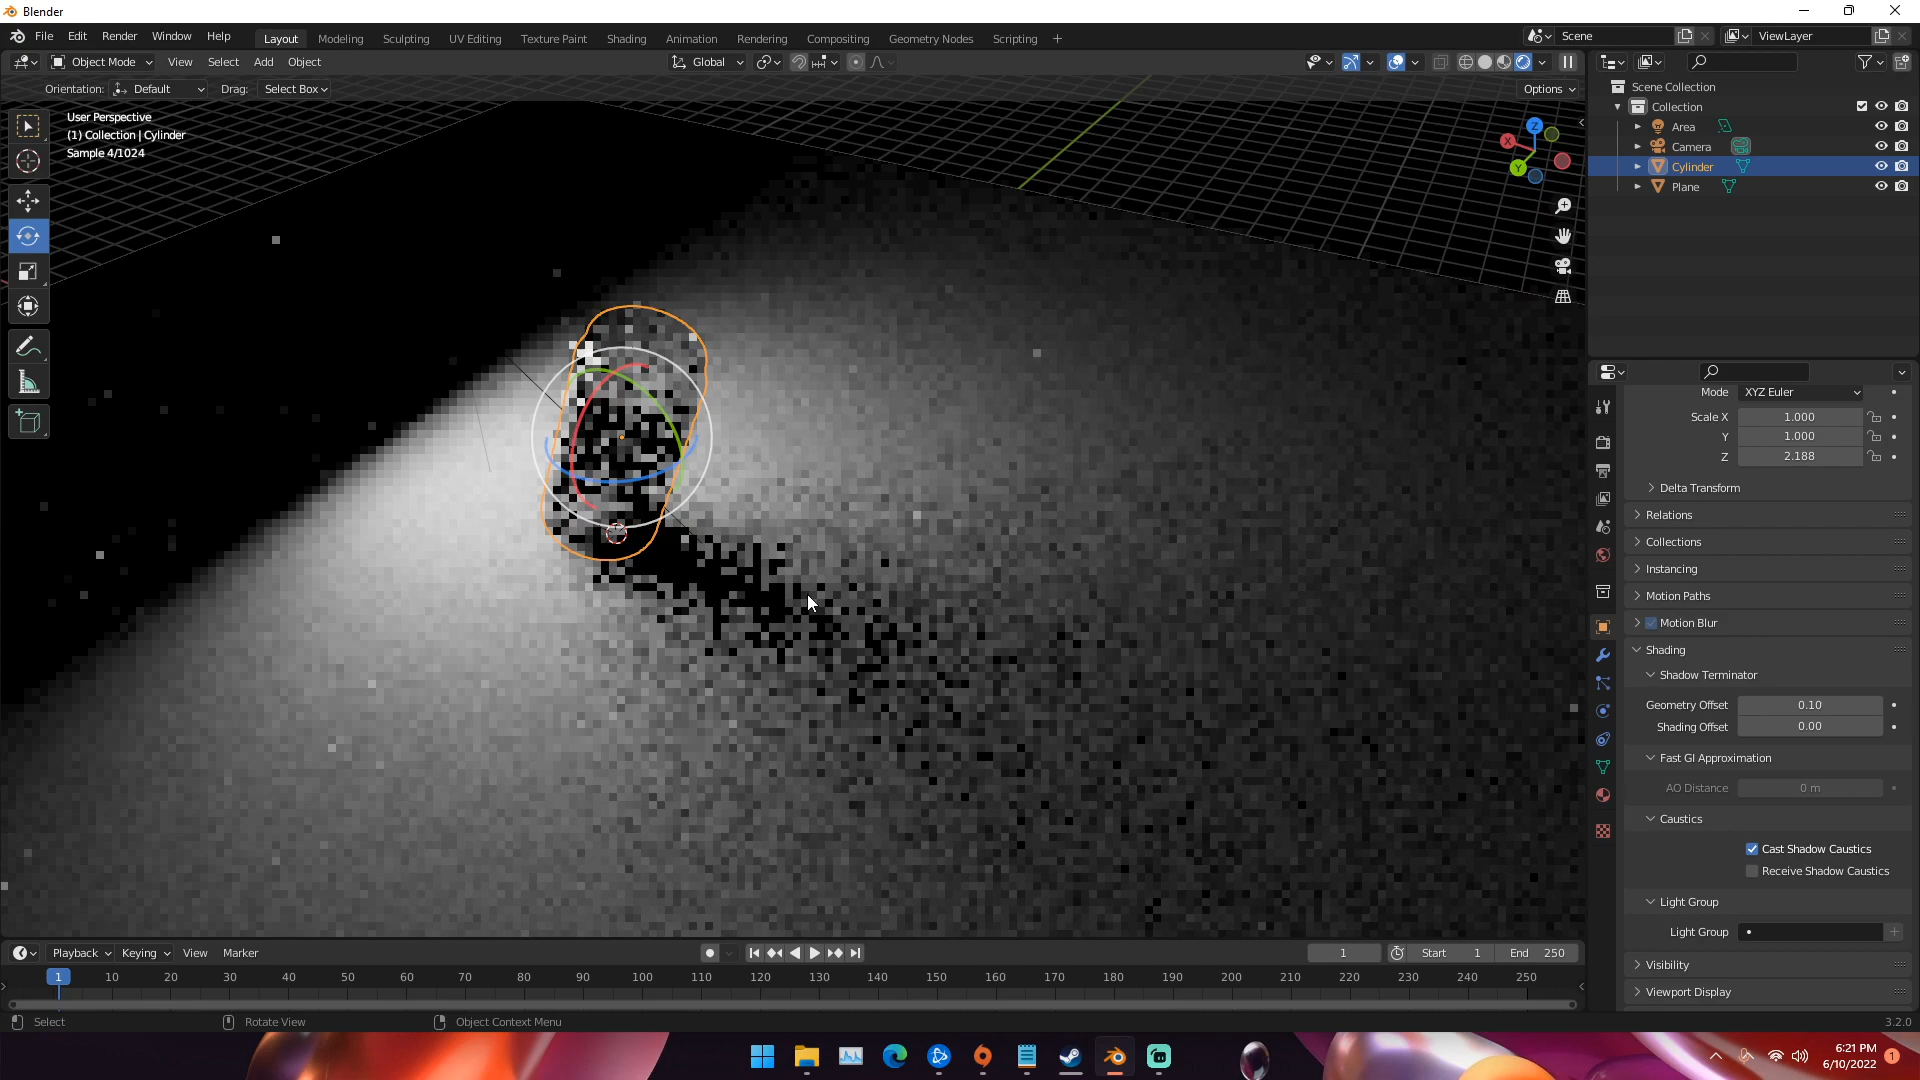 Blender
File Edit Render Window Help Layout Modeling Sculpting UV Editing Texture Paint Shading Animation Rendering Compositing Geometry Nodes Scripting + Scene ViewLayer
Object Mode View Select Add Object Global
Orientation: Default Drag: Select Box Options
User Perspective
(1) Collection | Cylinder
Sample 4/1024
Z
X
Y
Scene Collection
Collection
Area
Camera
Cylinder
Plane
Mode XYZ Euler
Scale X 1.000
Y 1.000
Z 2.188
Delta Transform
Relations
Collections
Instancing
Motion Paths
Motion Blur
Shading
Shadow Terminator
Geometry Offset 0.10
Shading Offset 0.00
Fast GI Approximation
AO Distance 0 m
Caustics
Cast Shadow Caustics
Receive Shadow Caustics
Light Group
Light Group
Visibility
Viewport Display
Playback Keying View Marker 1 Start 1 End 250
1 10 20 30 40 50 60 70 80 90 100 110 120 130 140 150 160 170 180 190 200 210 220 230 240 250
Select Rotate View Object Context Menu 3.2.0
6:21 PM
6/10/2022
1